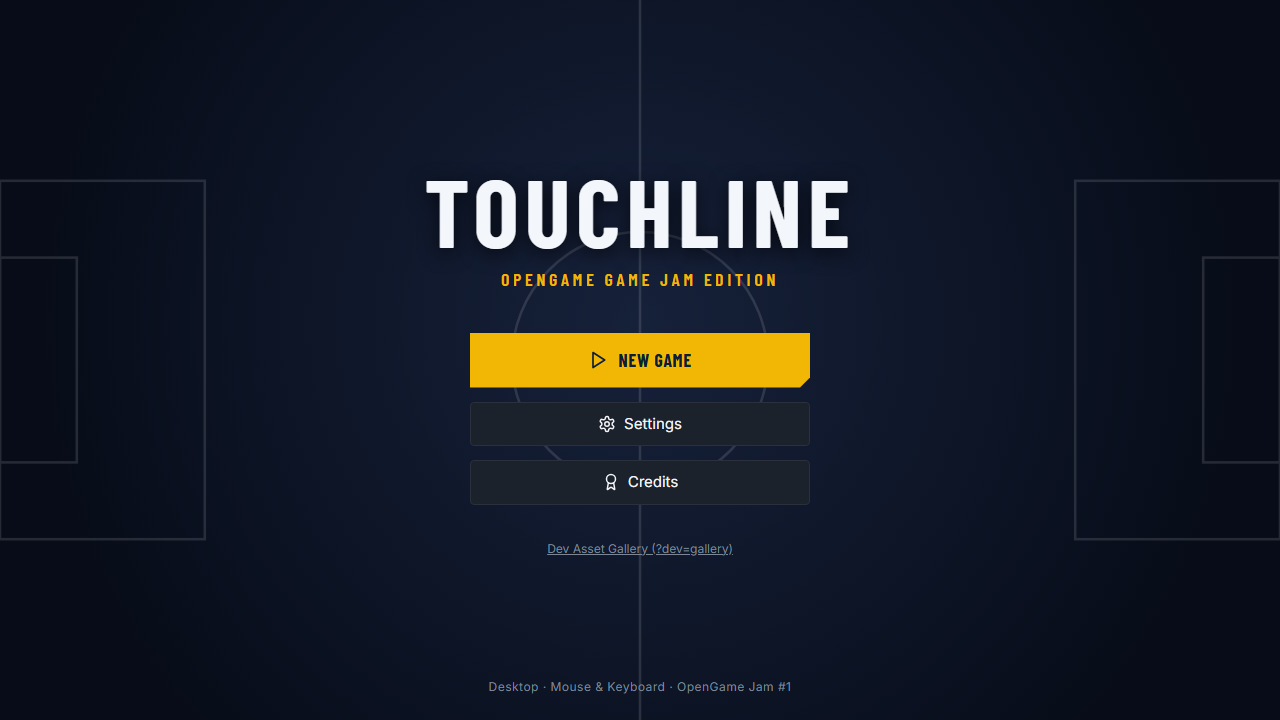 TOUCHLINE
OPENGAME GAME JAM EDITION
NEW GAME
Settings
Credits
Dev Asset Gallery (?dev=gallery)
Desktop · Mouse & Keyboard · OpenGame Jam #1